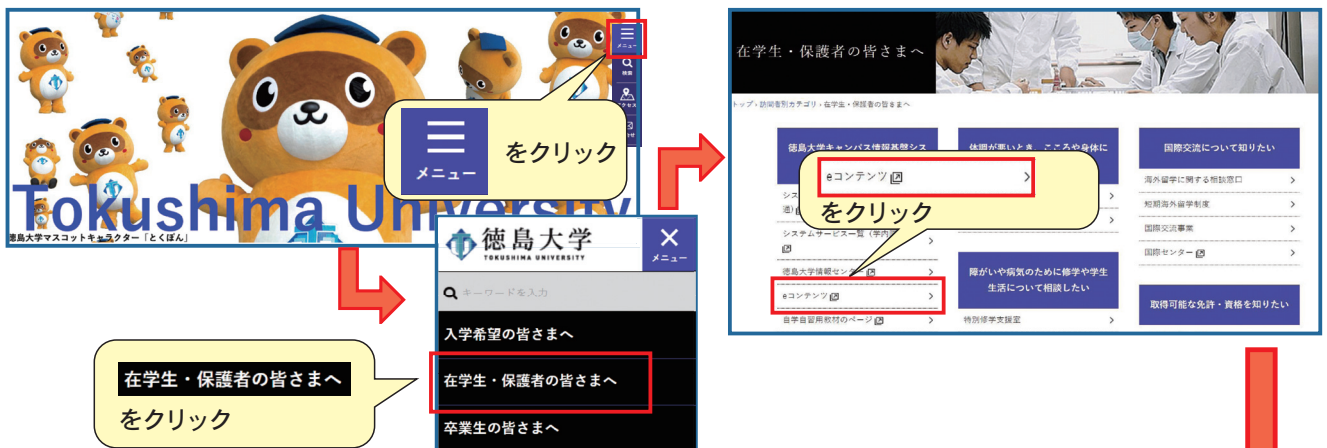 メニュー
検索
アクセス
メニュー
をクリック
Tokushima University
徳島大学マスコットキャラクター「とくぽん」
徳島大学
TOKUSHIMA UNIVERSITY
メニュー
キーワードを入力
入学希望の皆さまへ
在学生・保護者の皆さまへ
卒業生の皆さまへ
在学生・保護者の皆さまへ
をクリック
在学生・保護者の皆さまへ
トップ › 訪問者別カテゴリ › 在学生・保護者の皆さまへ
徳島大学キャンパス情報基盤シス
eコンテンツ
をクリック
システムサービス一覧（学内
徳島大学情報センター
eコンテンツ
自学自習用教材のページ
体調が悪いとき、こころや身体に
障がいや病気のために修学や学生
生活について相談したい
特別修学支援室
国際交流について知りたい
海外留学に関する相談窓口
短期海外留学制度
国際交流事業
国際センター
取得可能な免許・資格を知りたい